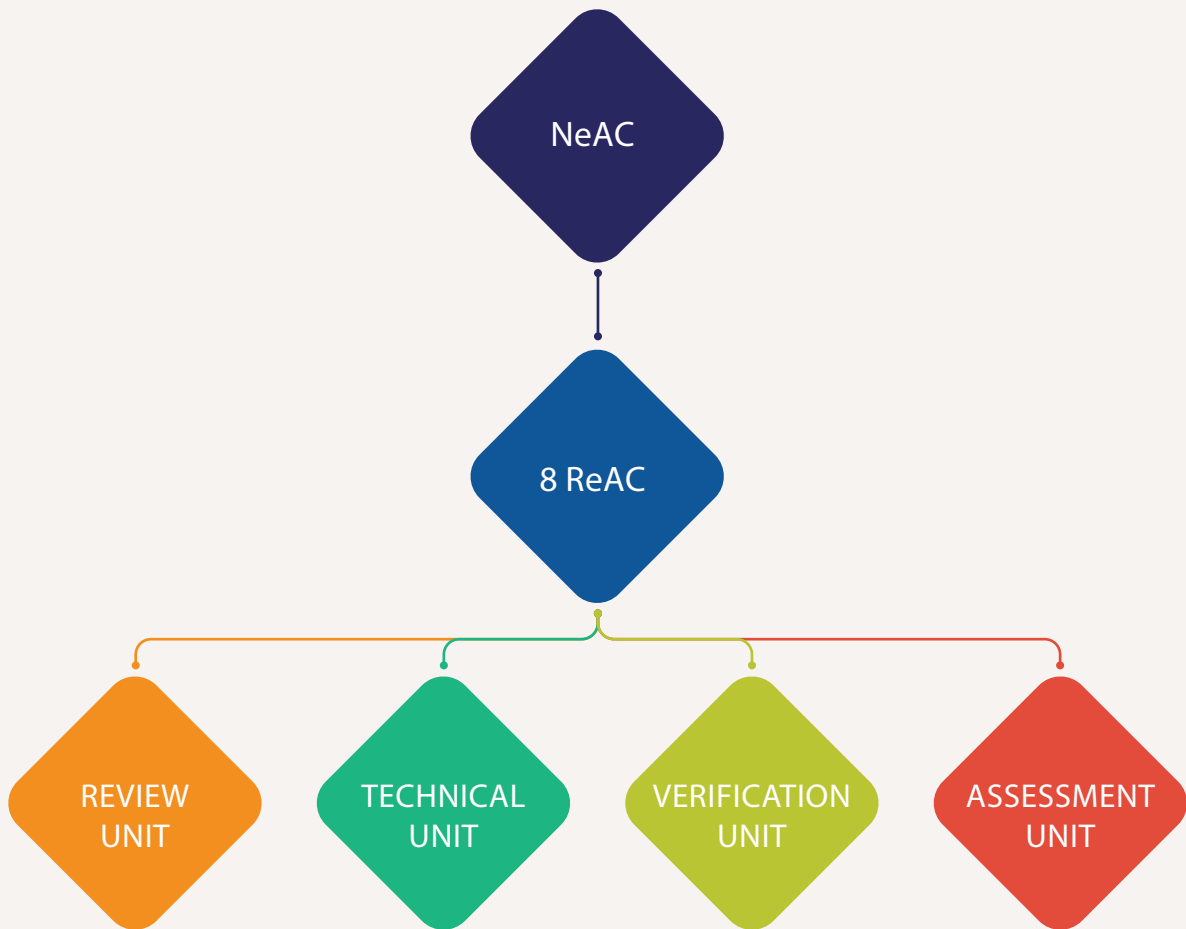 NeAC
8 ReAC
REVIEW
UNIT
TECHNICAL
UNIT
VERIFICATION
UNIT
ASSESSMENT
UNIT